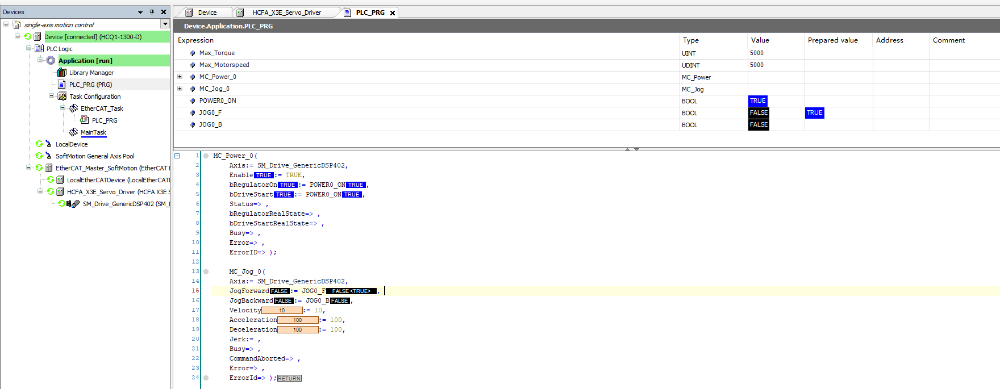 Devices
single-axis motion control
Device [connected] (HCQ1-1300-D)
PLC Logic
Application [run]
Library Manager
PLC_PRG (PRG)
Task Configuration
EtherCAT_Task
PLC_PRG
MainTask
LocalDevice
SoftMotion General Axis Pool
EtherCAT_Master_SoftMotion (EtherCAT
LocalEtherCATDevice (LocalEtherCATI
HCFA_X3E_Servo_Driver (HCFA X3E S
SM_Drive_GenericDSP402 (SM_
Device HCFA_X3E_Servo_Driver PLC_PRG
Device.Application.PLC_PRG
Expression Type Value Prepared value Address Comment
Max_Torque UINT 5000
Max_Motorspeed UDINT 5000
MC_Power_0 MC_Power
MC_Jog_0 MC_Jog
POWER0_ON BOOL TRUE
JOG0_F BOOL FALSE TRUE
JOG0_B BOOL FALSE
1 MC_Power_0(
2 Axis:= SM_Drive_GenericDSP402,
3 Enable TRUE := TRUE,
4 bRegulatorOn TRUE := POWER0_ON TRUE ,
5 bDriveStart TRUE := POWER0_ON TRUE ,
6 Status=> ,
7 bRegulatorRealState=> ,
8 bDriveStartRealState=> ,
9 Busy=> ,
10 Error=> ,
11 ErrorID=> );
12
13 MC_Jog_0(
14 Axis:= SM_Drive_GenericDSP402,
15 JogForward FALSE := JOG0_F FALSE <TRUE> ,
16 JogBackward FALSE := JOG0_B FALSE ,
17 Velocity 10 := 10,
18 Acceleration 100 := 100,
19 Deceleration 100 := 100,
20 Jerk:= ,
21 Busy=> ,
22 CommandAborted=> ,
23 Error=> ,
24 ErrorId=> ); RETURN